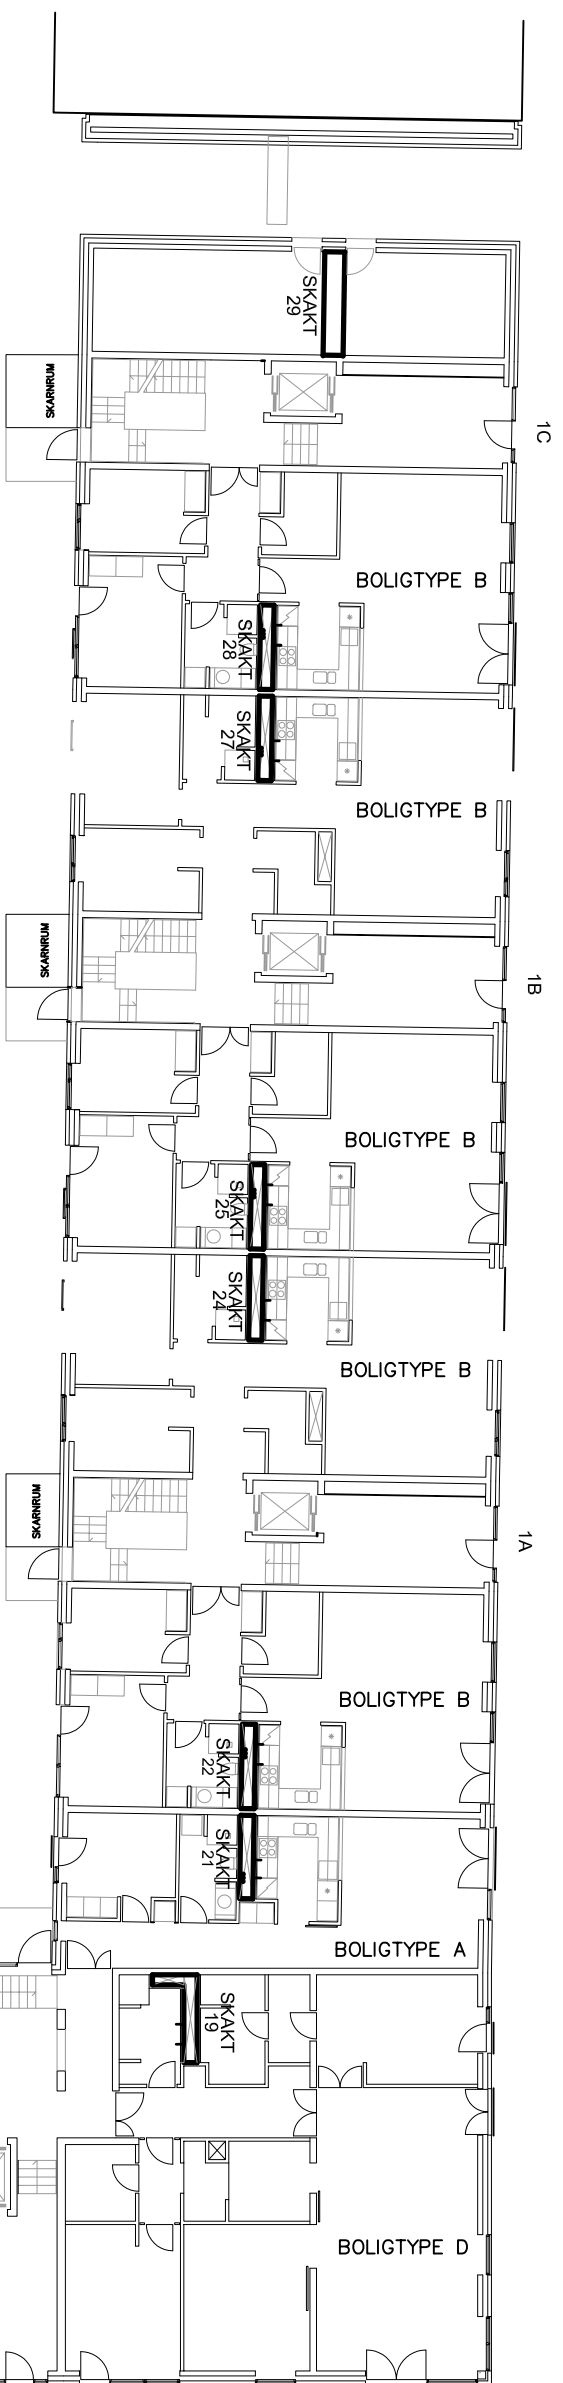 SKAKT
29
SKARNRUM
1C
BOLIGTYPE B
SKAKT
28
SKAKT
27
BOLIGTYPE B
SKARNRUM
1B
BOLIGTYPE B
SKAKT
25
SKAKT
24
BOLIGTYPE B
SKARNRUM
1A
BOLIGTYPE B
SKAKT
22
SKAKT
21
BOLIGTYPE A
SKAKT
19
BOLIGTYPE D